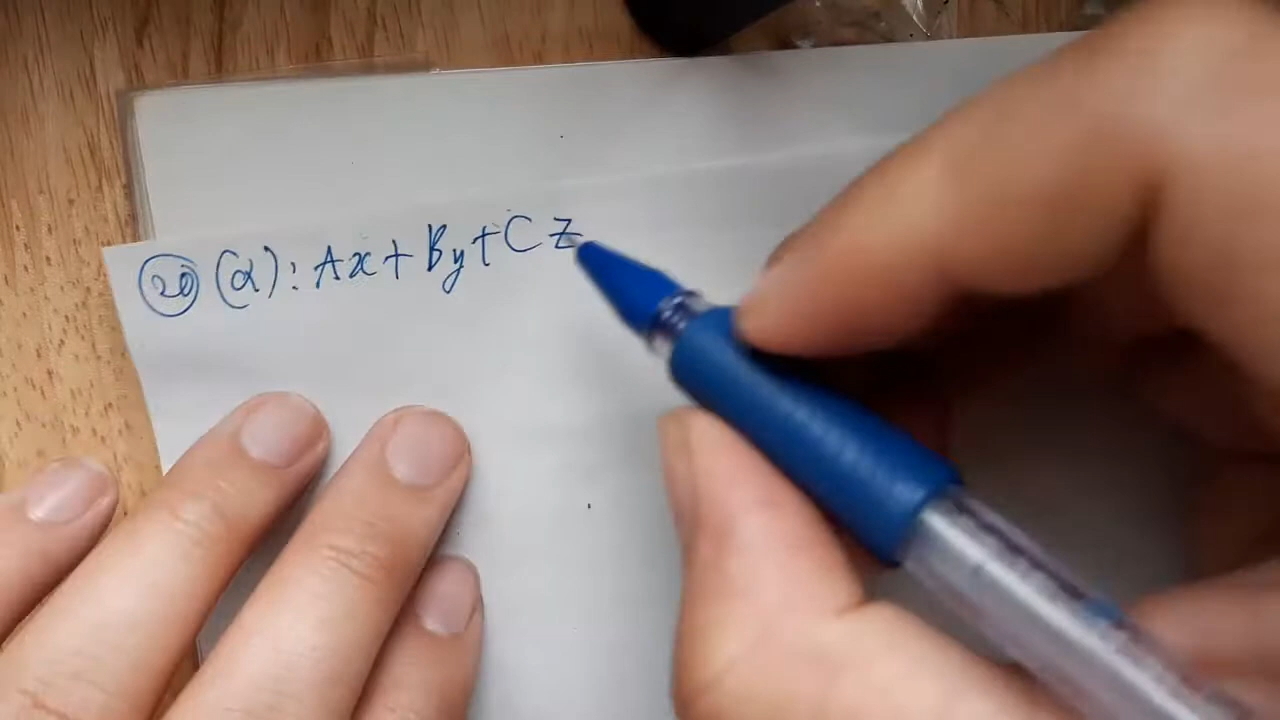 20 (α): Ax + By + Cz